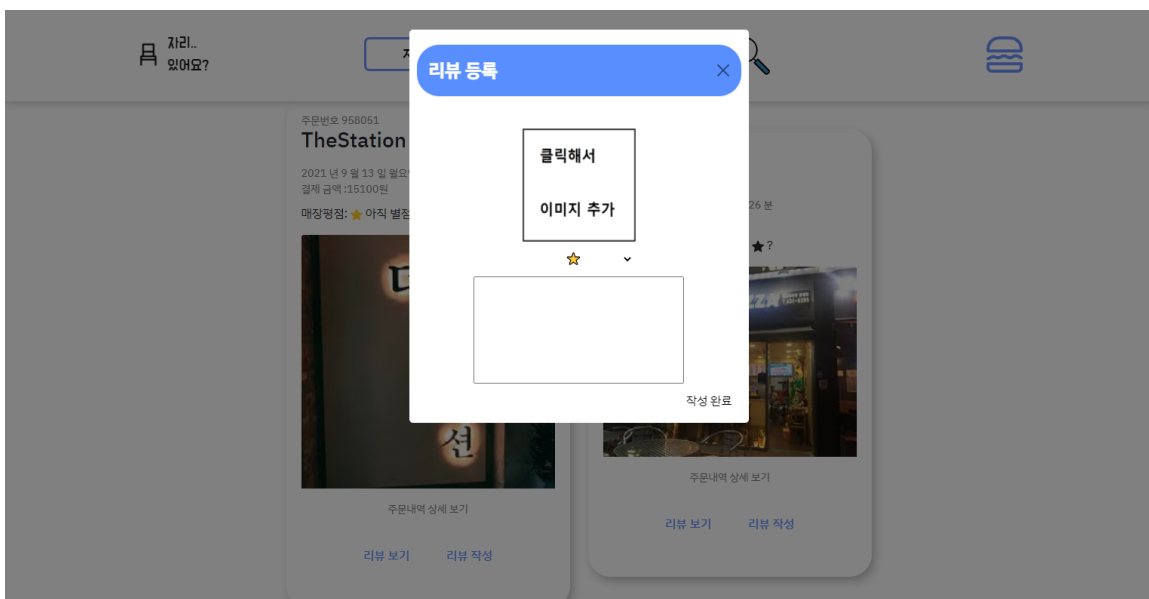 자리..
있어요?
리뷰 등록
클릭해서
이미지 추가
작성 완료
주문번호 958051
TheStation
2021 년 9 월 13 일 월요
결제 금액 :15100원
매장평점: ⭐ 아직 별점
션
주문내역 상세 보기
리뷰 보기 리뷰 작성
26 분
★ ?
주문내역 상세 보기
리뷰 보기 리뷰 작성